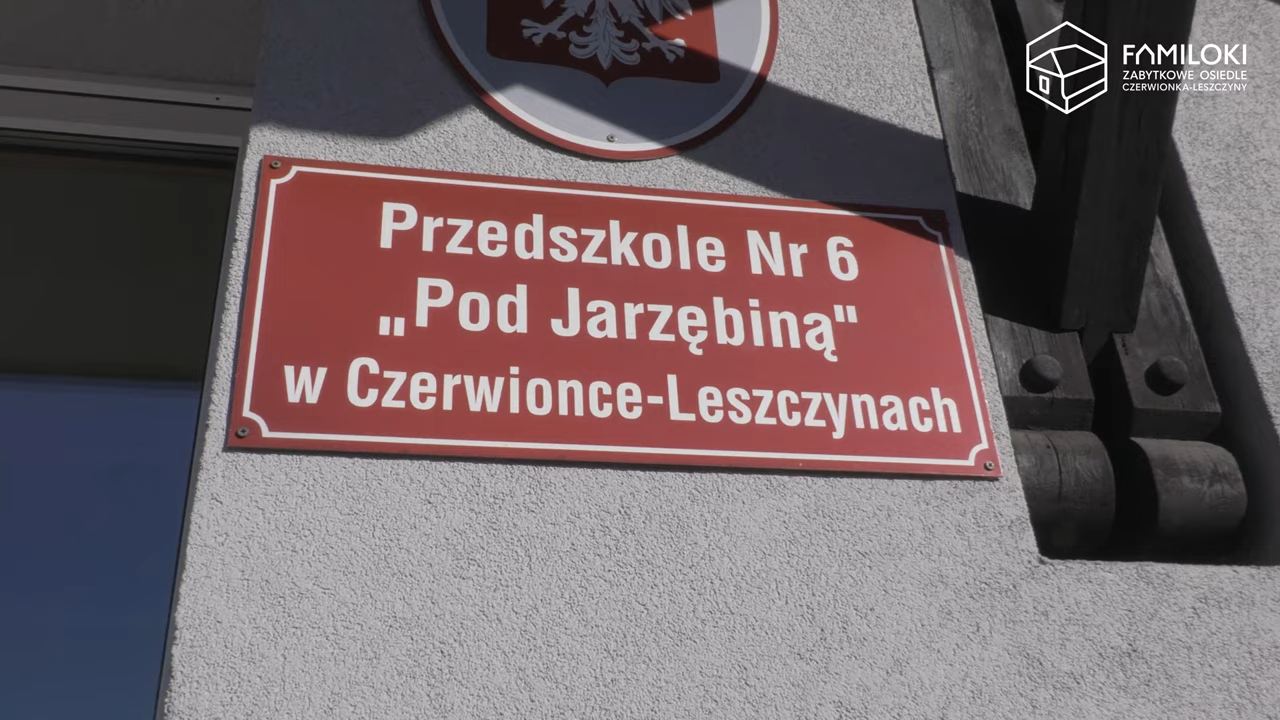 FAMILOKI
ZABYTKOWE OSIEDLE
CZERWIONKA-LESZCZYNY
Przedszkole Nr 6
„Pod Jarzębiną"
w Czerwionce-Leszczynach